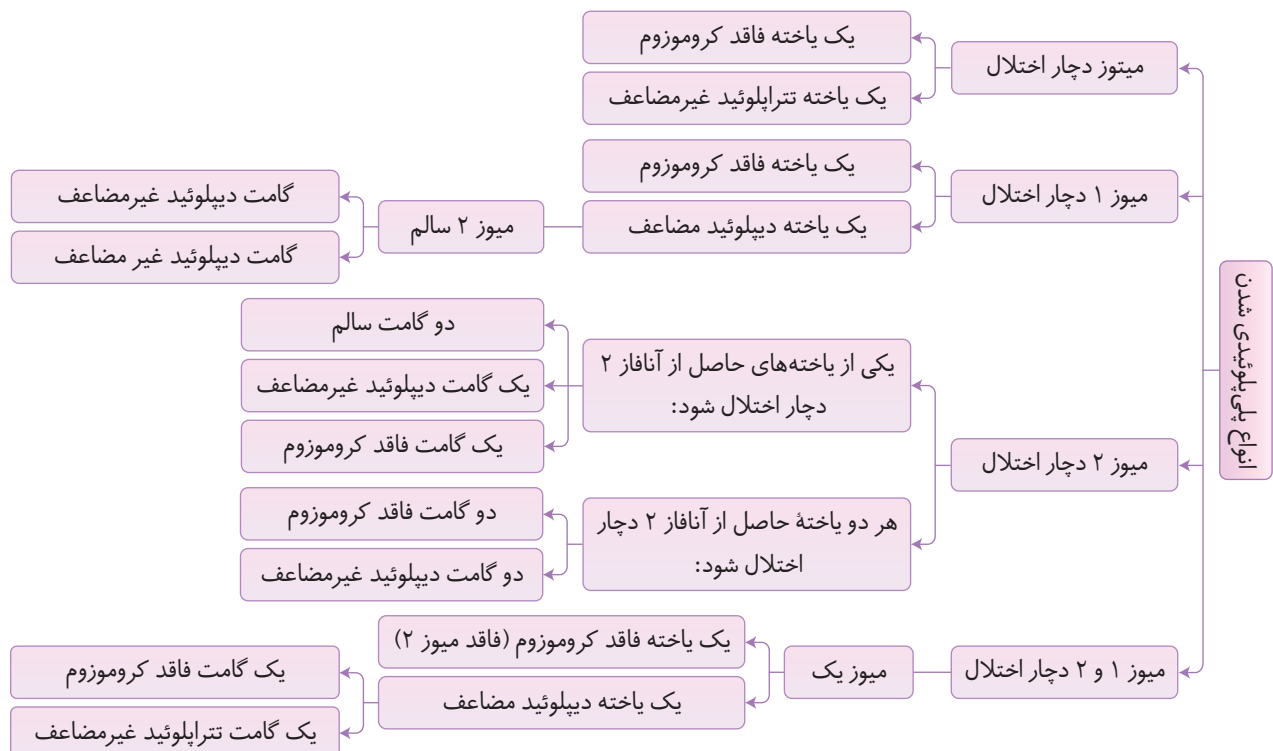 انواع پلی‌پلوئیدی شدن
میتوز دچار اختلال
یک یاخته فاقد کروموزوم
یک یاخته تتراپلوئید غیرمضاعف
میوز ۱ دچار اختلال
یک یاخته فاقد کروموزوم
یک یاخته دیپلوئید مضاعف
میوز ۲ سالم
گامت دیپلوئید غیرمضاعف
گامت دیپلوئید غیر مضاعف
میوز ۲ دچار اختلال
یکی از یاخته‌های حاصل از آنافاز ۲
دچار اختلال شود:
دو گامت سالم
یک گامت دیپلوئید غیرمضاعف
یک گامت فاقد کروموزوم
هر دو یاختۀ حاصل از آنافاز ۲ دچار
اختلال شود:
دو گامت فاقد کروموزوم
دو گامت دیپلوئید غیرمضاعف
میوز ۱ و ۲ دچار اختلال
میوز یک
یک یاخته فاقد کروموزوم (فاقد میوز ۲)
یک یاخته دیپلوئید مضاعف
یک گامت فاقد کروموزوم
یک گامت تتراپلوئید غیرمضاعف